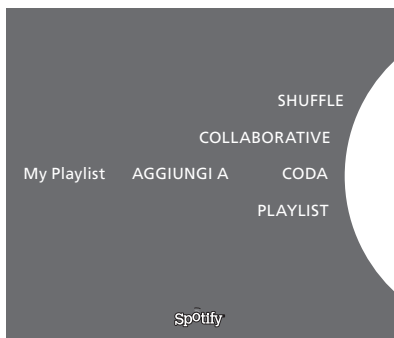 SHUFFLE
COLLABORATIVE
My Playlist AGGIUNGI A CODA
PLAYLIST
Spotify